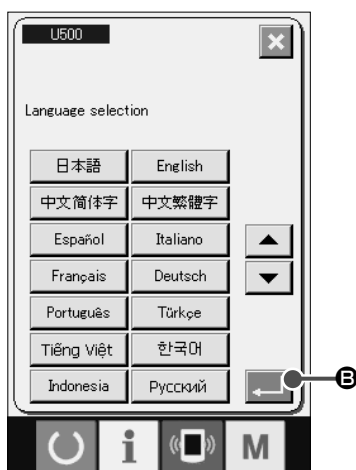 U500
Language selection
日本語 English
中文简体字 中文繁體字
Español Italiano
Français Deutsch
Português Türkçe
Tiếng Việt 한국어
Indonesia Русский
B
i M